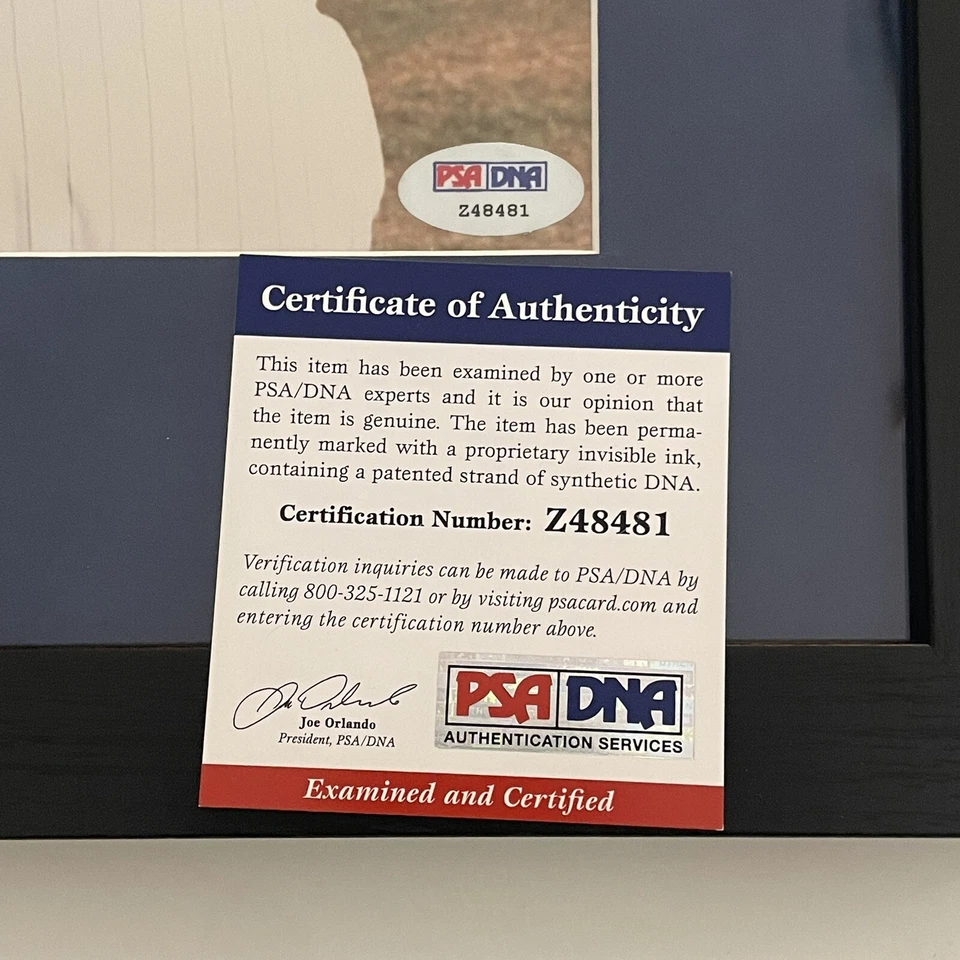 PSA DNA
Z48481
Certificate of Authenticity
This item has been examined by one or more
PSA/DNA experts and it is our opinion that
the item is genuine. The item has been perma-
nently marked with a proprietary invisible ink,
containing a patented strand of synthetic DNA.
Certification Number: Z48481
Verification inquiries can be made to PSA/DNA by
calling 800-325-1121 or by visiting psacard.com and
entering the certification number above.
Joe Orlando
President, PSA/DNA
PSA DNA
AUTHENTICATION SERVICES
Examined and Certified